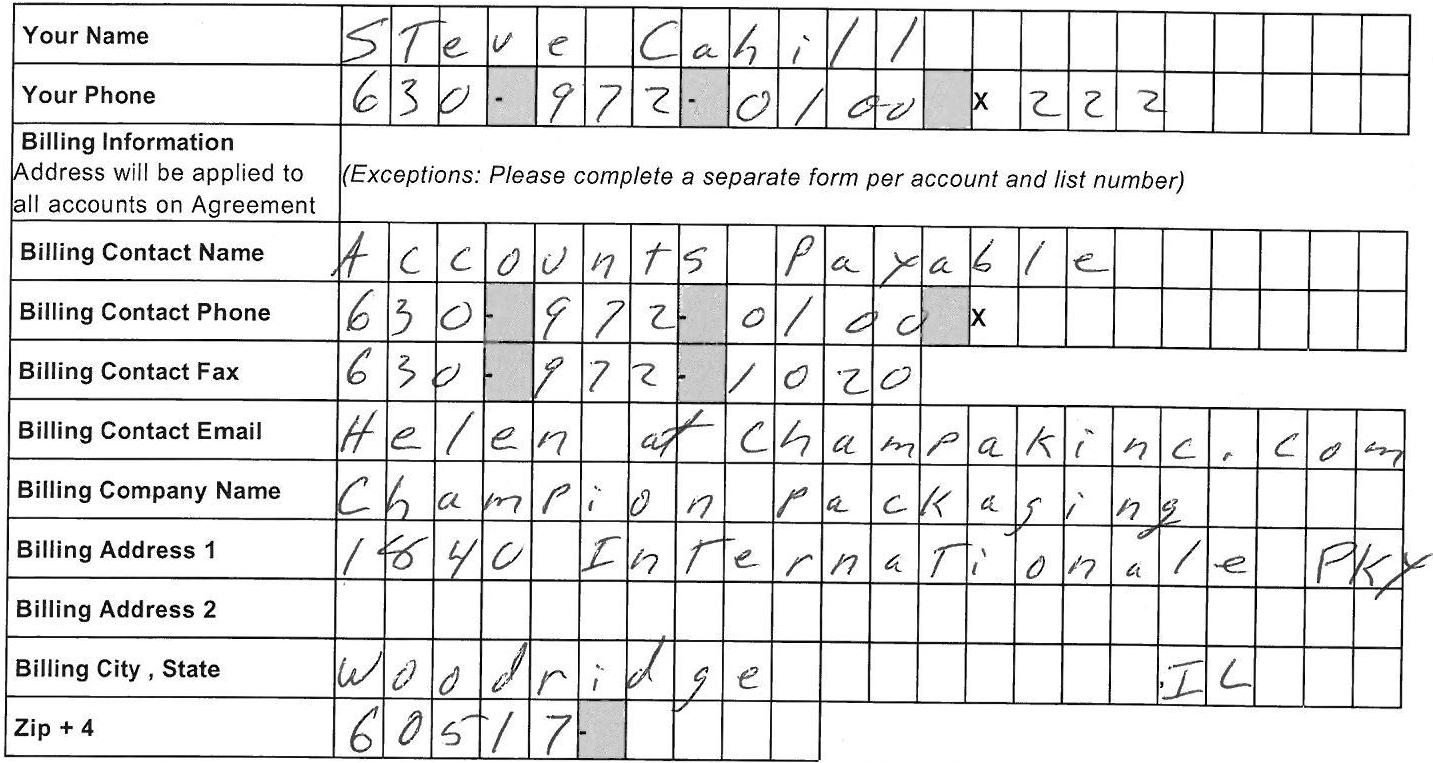 Your Name STeve Cahill
Your Phone 630-972-0100 x 222
Billing Information
Address will be applied to
all accounts on Agreement
(Exceptions: Please complete a separate form per account and list number)
Billing Contact Name Accounts Payable
Billing Contact Phone 630-972-0100 x
Billing Contact Fax 630-972-1020
Billing Contact Email Helen at Champakinc.com
Billing Company Name Champion Packaging
Billing Address 1 1840 InTernaTionale PKY
Billing Address 2
Billing City , State Woodridge , IL
Zip + 4 60517-